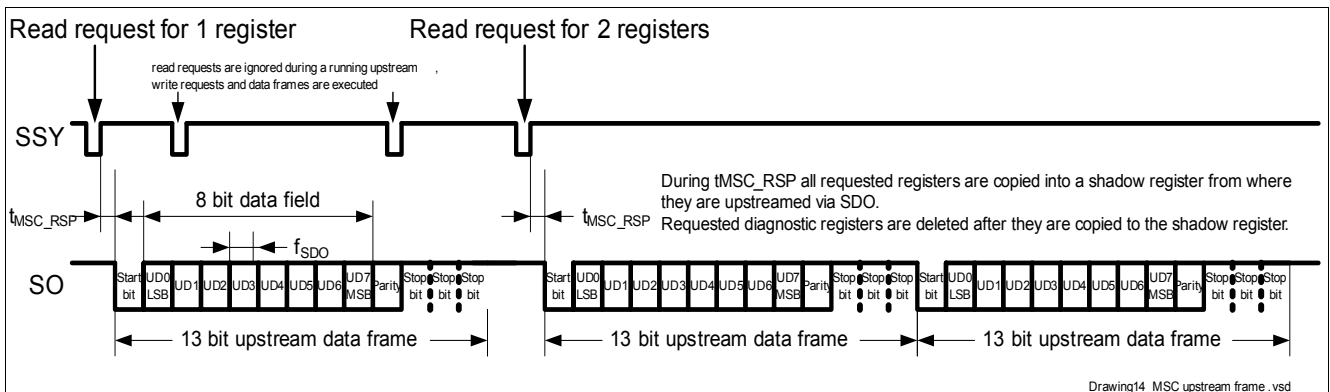 Read request for 1 register
Read request for 2 registers
read requests are ignored during a running upstream ,
write requests and data frames are executed
SSY
8 bit data field
tMSC_RSP
fSDO
tMSC_RSP
During tMSC_RSP all requested registers are copied into a shadow register from where
they are upstreamed via SDO.
Requested diagnostic registers are deleted after they are copied to the shadow register.
SO
Start bit UD0 LSB UD1 UD2 UD3 UD4 UD5 UD6 UD7 MSB Parity Stop bit Stop bit Stop bit
Start bit UD0 LSB UD1 UD2 UD3 UD4 UD5 UD6 UD7 MSB Parity Stop bit Stop bit Stop bit
Start bit UD0 LSB UD1 UD2 UD3 UD4 UD5 UD6 UD7 MSB Parity Stop bit Stop bit Stop bit
13 bit upstream data frame
13 bit upstream data frame
13 bit upstream data frame
Drawing14_MSC upstream frame .vsd